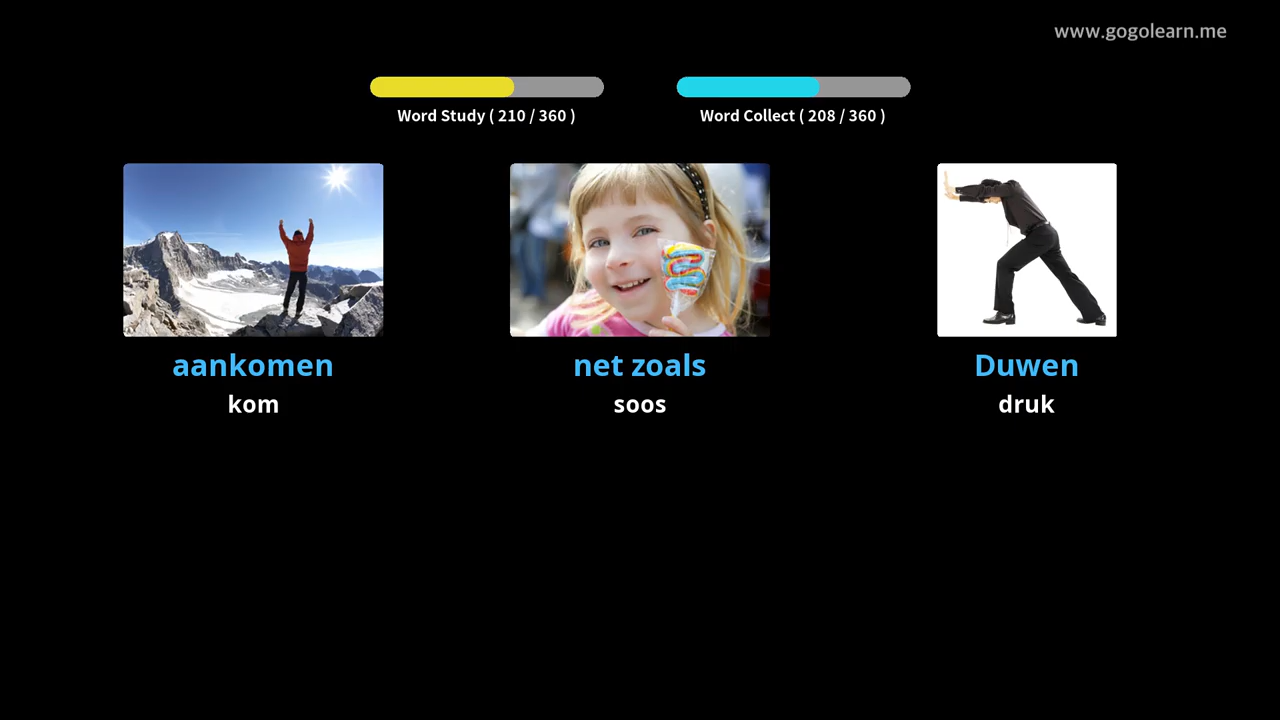 www.gogolearn.me
Word Study ( 210 / 360 )
Word Collect ( 208 / 360 )
aankomen
net zoals
Duwen
kom
soos
druk